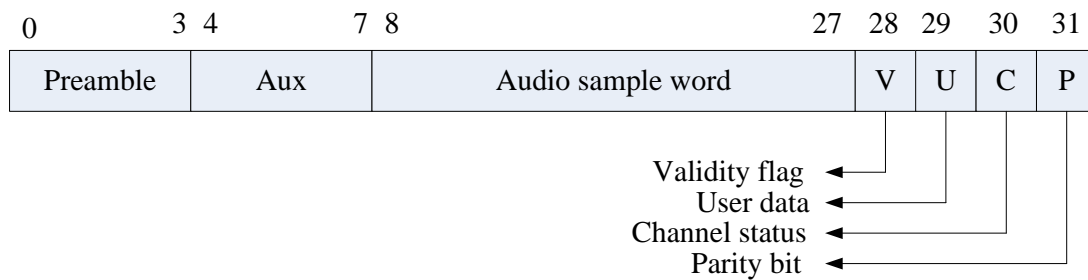 0 3 4 7 8 27 28 29 30 31
Preamble Aux Audio sample word V U C P
Validity flag
User data
Channel status
Parity bit